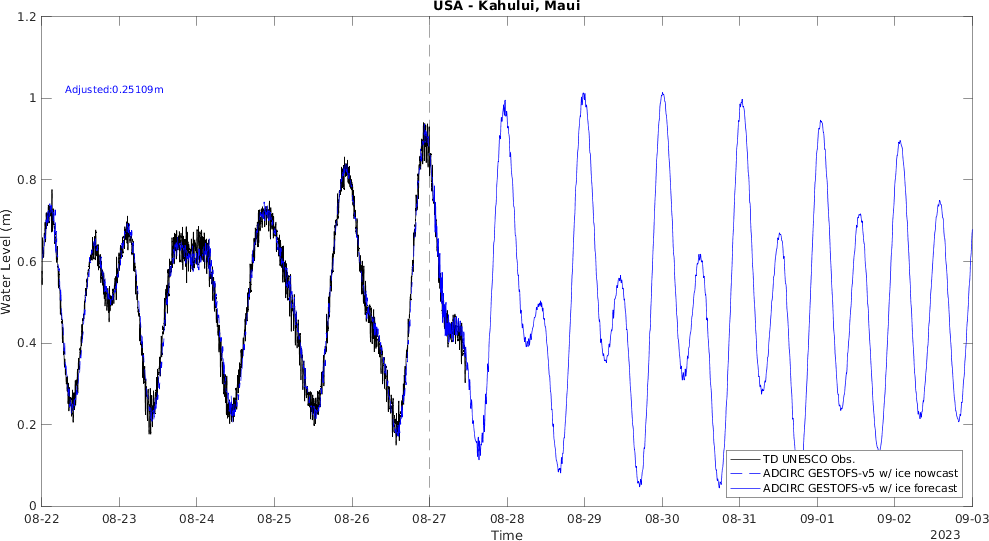 USA - Kahului, Maui
1.2
1
0.8
0.6
0.4
0.2
0
Water Level (m)
Adjusted:0.25109m
TD UNESCO Obs.
ADCIRC GESTOFS-v5 w/ ice nowcast
ADCIRC GESTOFS-v5 w/ ice forecast
08-22 08-23 08-24 08-25 08-26 08-27 08-28 08-29 08-30 08-31 09-01 09-02 09-03
Time
2023